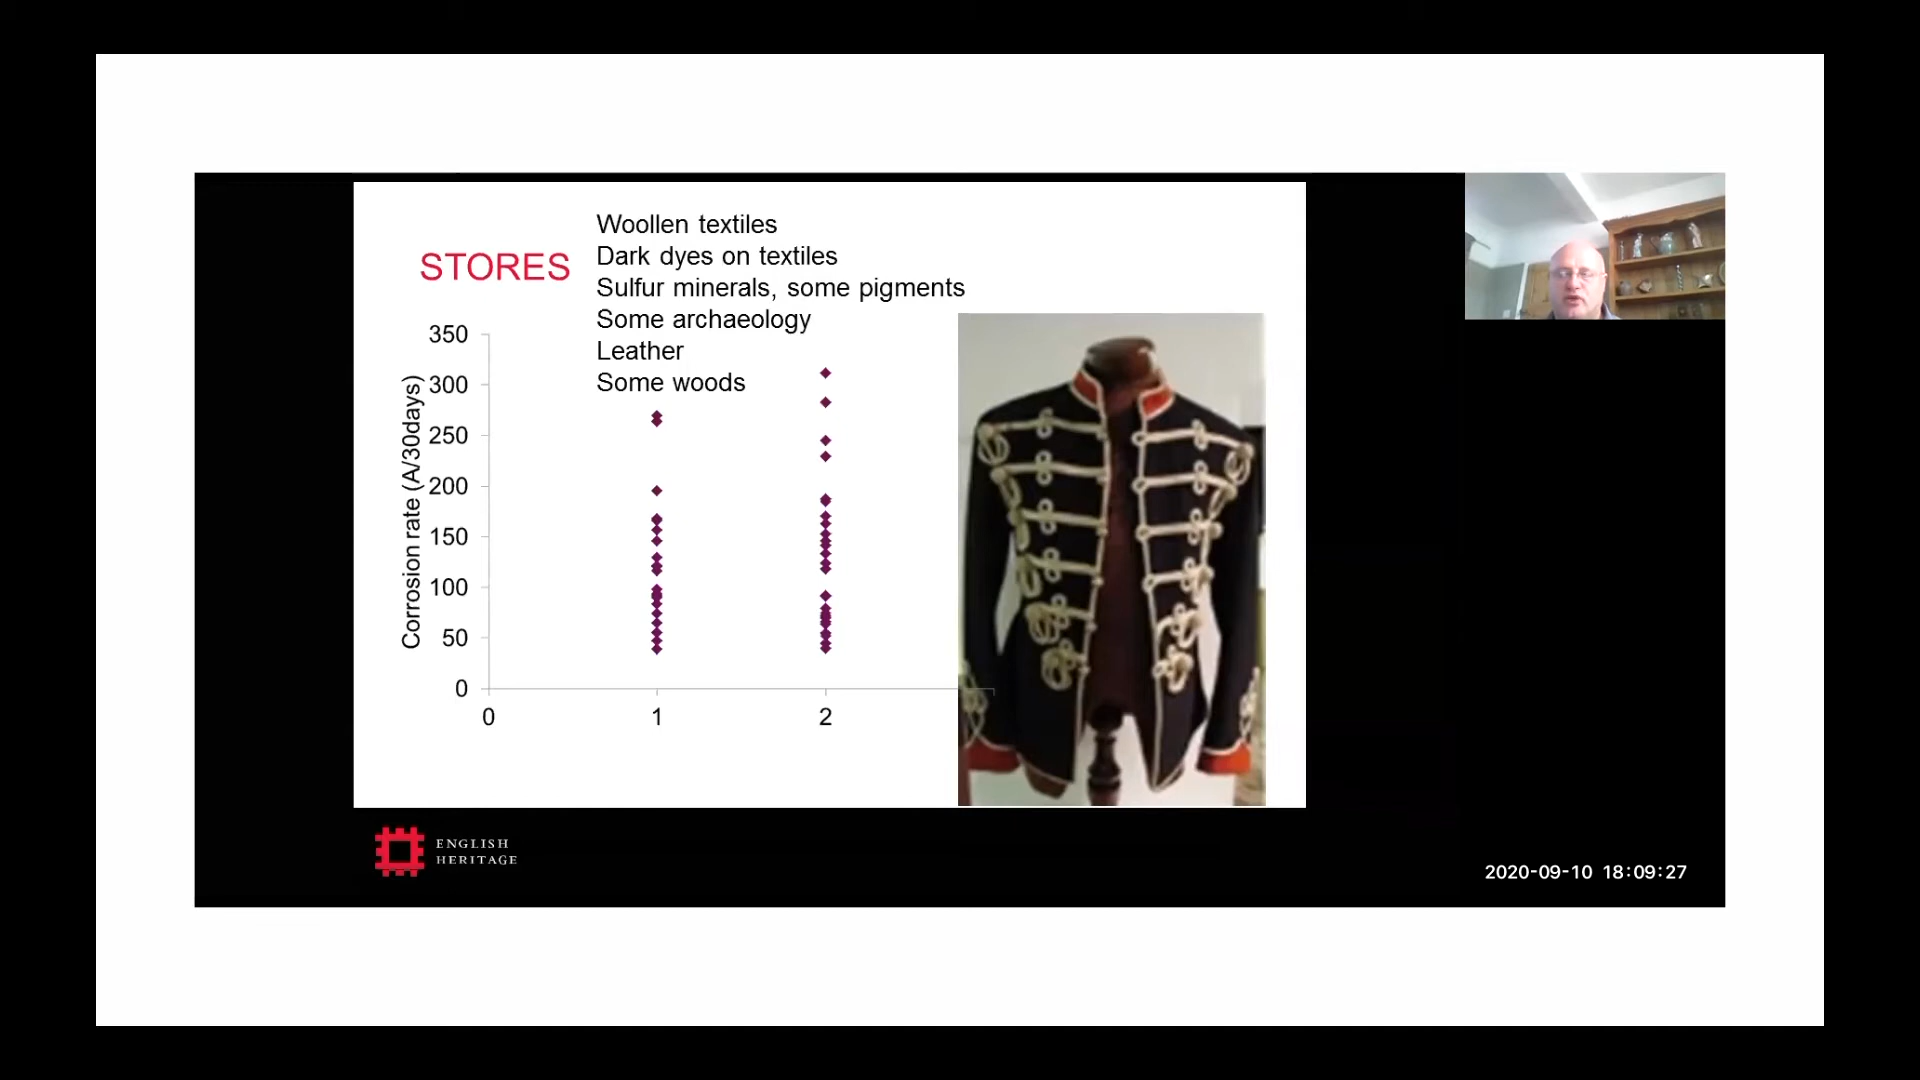 STORES
Woollen textiles
Dark dyes on textiles
Sulfur minerals, some pigments
Some archaeology
Leather
Some woods
Corrosion rate (A/30days)
350
300
250
200
150
100
50
0
0
1
2
ENGLISH
HERITAGE
2020-09-10 18:09:27